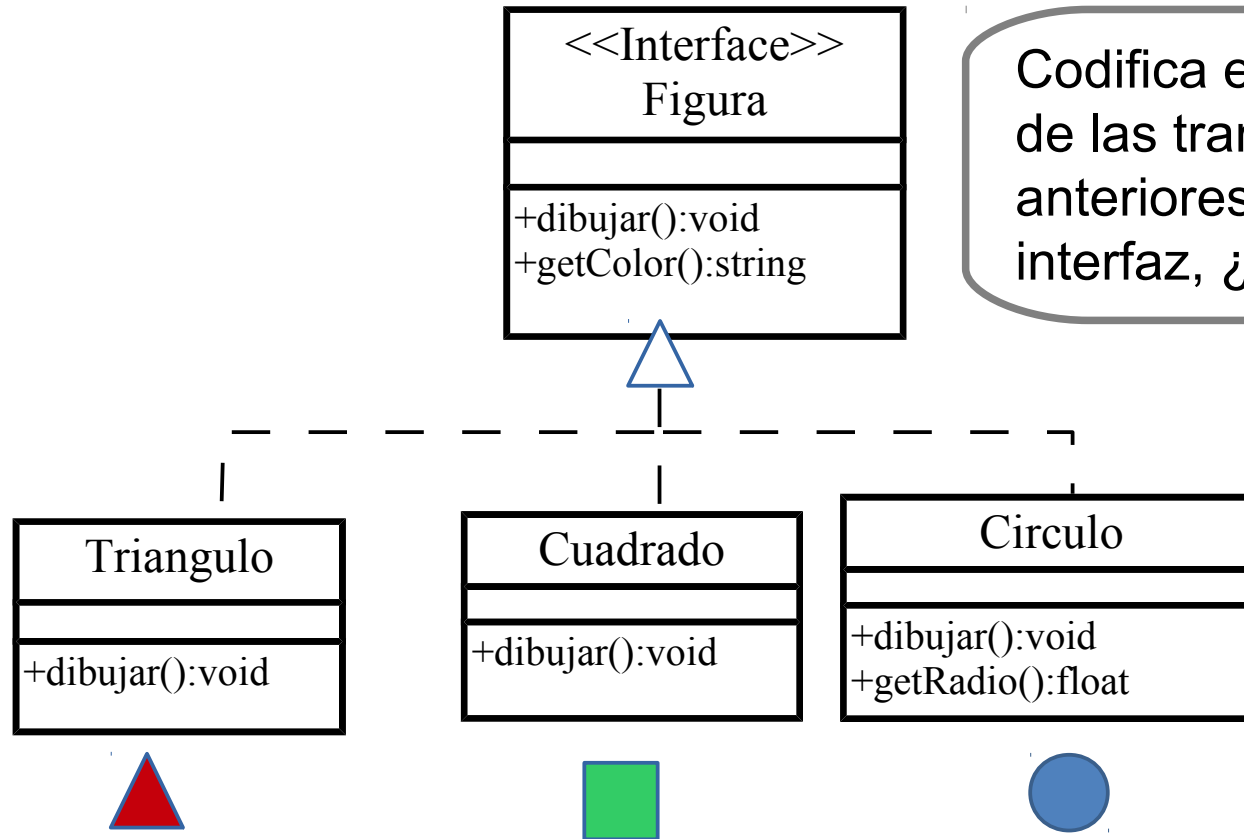 <<Interface>>
Figura
+dibujar():void
+getColor():string
Codifica
de las
anteriores
interfaz, ¿
Triangulo
+dibujar():void
Cuadrado
+dibujar():void
Circulo
+dibujar():void
+getRadio():float